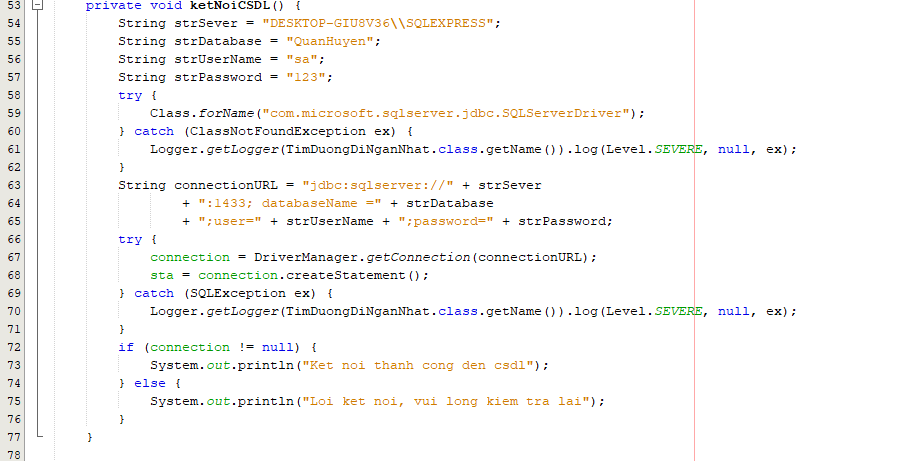 53 private void ketNoiCSDL() {
54 String strSever = "DESKTOP-GIU8V36\\SQLEXPRESS";
55 String strDatabase = "QuanHuyen";
56 String strUserName = "sa";
57 String strPassword = "123";
58 try {
59 Class.forName("com.microsoft.sqlserver.jdbc.SQLServerDriver");
60 } catch (ClassNotFoundException ex) {
61 Logger.getLogger(TimDuongDiNganNhat.class.getName()).log(Level.SEVERE, null, ex);
62 }
63 String connectionURL = "jdbc:sqlserver://" + strSever
64 + ":1433; databaseName =" + strDatabase
65 + ";user=" + strUserName + ";password=" + strPassword;
66 try {
67 connection = DriverManager.getConnection(connectionURL);
68 sta = connection.createStatement();
69 } catch (SQLException ex) {
70 Logger.getLogger(TimDuongDiNganNhat.class.getName()).log(Level.SEVERE, null, ex);
71 }
72 if (connection != null) {
73 System.out.println("Ket noi thanh cong den csdl");
74 } else {
75 System.out.println("Loi ket noi, vui long kiem tra lai");
76 }
77 }
78